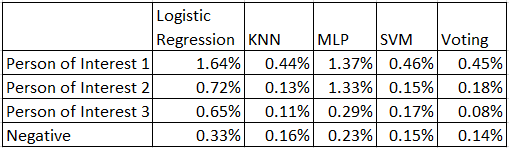 Logistic
Regression KNN MLP SVM Voting
Person of Interest 1 1.64% 0.44% 1.37% 0.46% 0.45%
Person of Interest 2 0.72% 0.13% 1.33% 0.15% 0.18%
Person of Interest 3 0.65% 0.11% 0.29% 0.17% 0.08%
Negative 0.33% 0.16% 0.23% 0.15% 0.14%